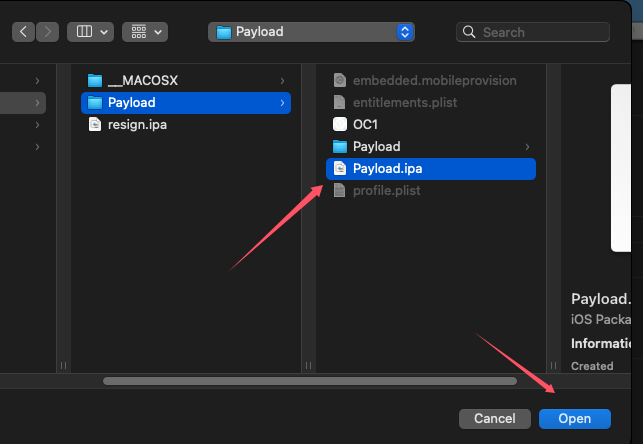 Payload
Search
__MACOSX
Payload
resign.ipa
embedded.mobileprovision
entitlements.plist
OC1
Payload
Payload.ipa
profile.plist
Payload.
iOS Packa
Informatic
Created
Cancel
Open